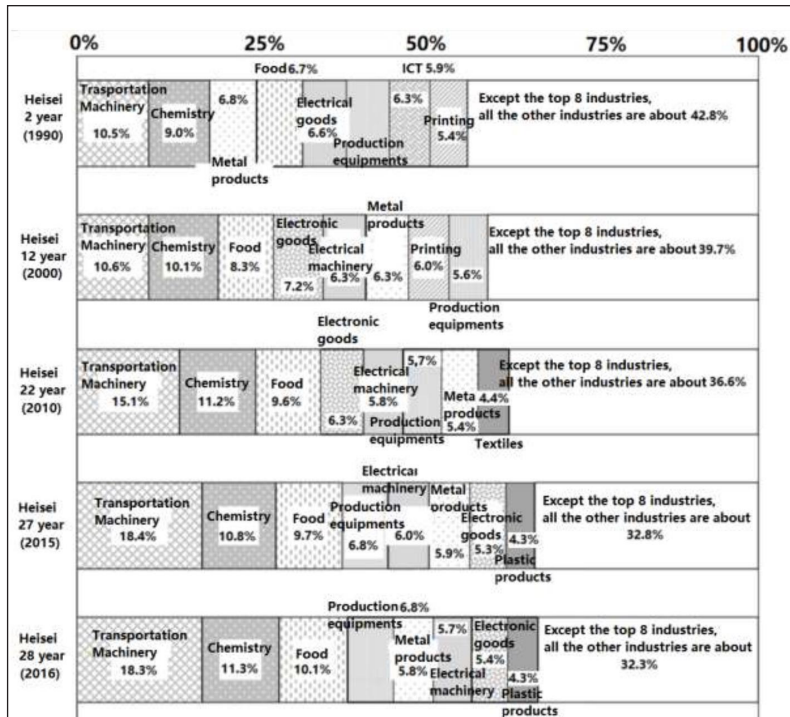 0% 25% 50% 75% 100%
Food 6.7% ICT 5.9%
Heisei
2 year
(1990)
Trasportation
Machinery
10.5%
Chemistry
9.0%
6.8%
Metal
products
Electrical
goods
6.6%
Production
equipments
6.3%
Printing
5.4%
Except the top 8 industries,
all the other industries are about 42.8%
Heisei
12 year
(2000)
Transportation
Machinery
10.6%
Chemistry
10.1%
Food
8.3%
Electronic
goods
7.2%
Electrical
machinery
6.3%
Metal
products
6.3%
Printing
6.0%
5.6%
Production
equipments
Except the top 8 industries,
all the other industries are about 39.7%
Heisei
22 year
(2010)
Transportation
Machinery
15.1%
Chemistry
11.2%
Food
9.6%
Electronic
goods
6.3%
Electrical
machinery
5.8%
5,7%
Production
equipments
Meta
products
5.4%
4.4%
Textiles
Except the top 8 industries,
all the other industries are about 36.6%
Heisei
27 year
(2015)
Transportation
Machinery
18.4%
Chemistry
10.8%
Food
9.7%
Production
equipments
6.8%
Electrical
machinery
6.0%
Metal
products
5.9%
Electronic
goods
5.3%
4.3%
Plastic
products
Except the top 8 industries,
all the other industries are about
32.8%
Heisei
28 year
(2016)
Transportation
Machinery
18.3%
Chemistry
11.3%
Food
10.1%
Production 6.8%
equipments
Metal
products
5.8%
5.7%
Electrical
machinery
Electronic
goods
5.4%
4.3%
Plastic
products
Except the top 8 industries,
all the other industries are about
32.3%